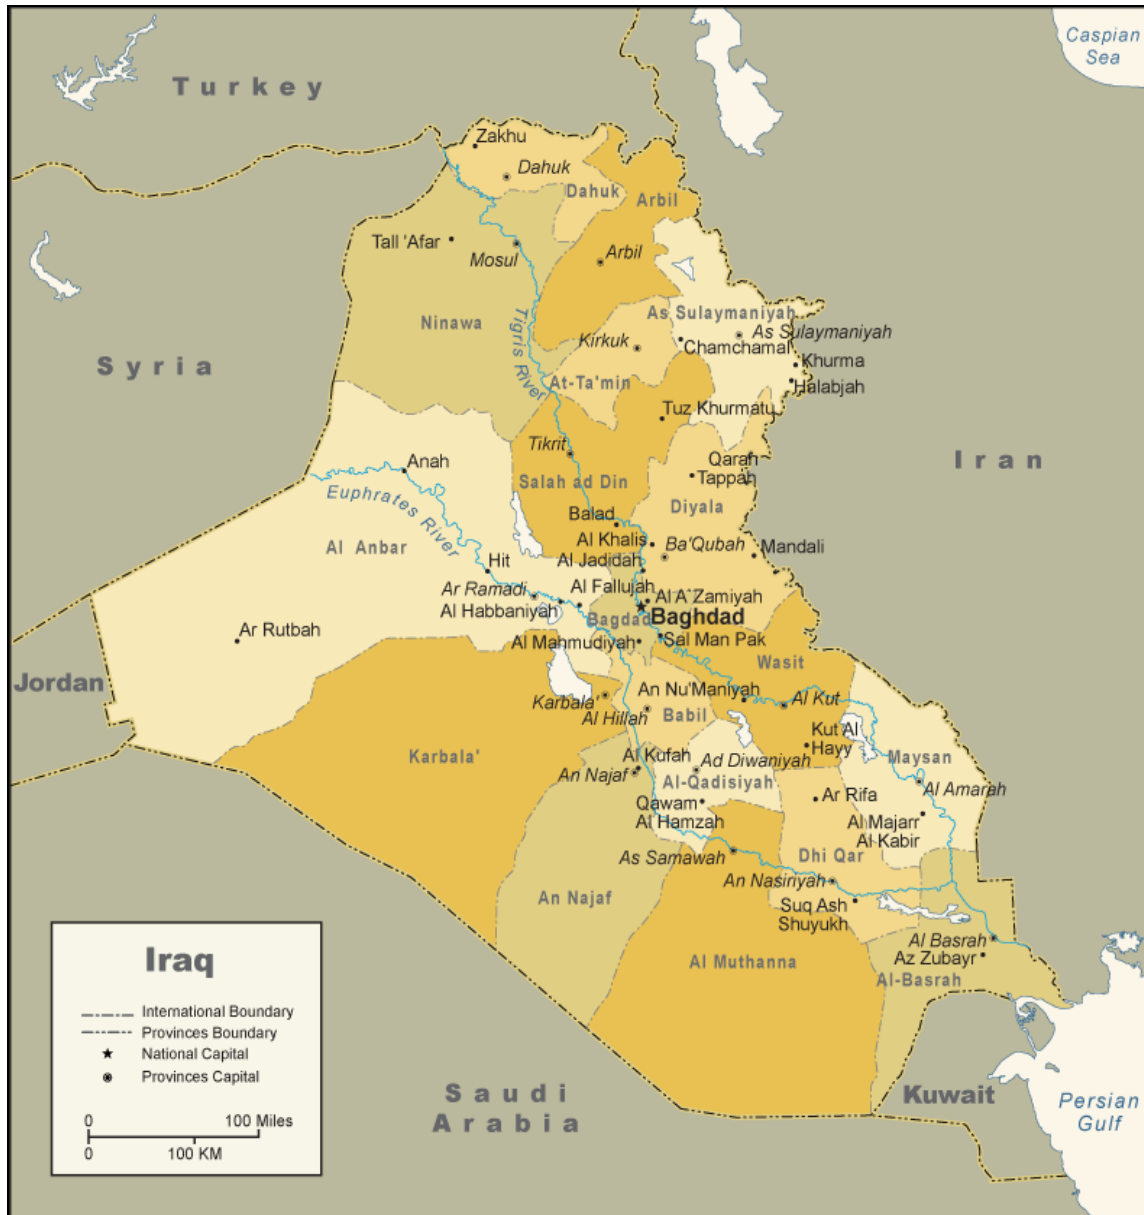 Caspian
Sea
Turkey
Zakhu
Dahuk
Dahuk
Arbil
Tall 'Afar
Mosul
Arbil
Ninawa
Tigris River
As Sulaymaniyah
As Sulaymaniyah
Kirkuk
Chamchamal
Khurma
Halabjah
Syria
At-Ta'min
Tuz Khurmatu
Tikrit
Anah
Qarah
Tappah
Iran
Salah ad Din
Euphrates River
Diyala
Balad
Al Anbar
Al Khalis
Ba'Qubah
Mandali
Hit
Al Jadidah
Ar Ramadi
Al Fallujah
Al A`Zamiyah
Al Habbaniyah
Bagdad
Baghdad
Ar Rutbah
Al Mahmudiyah
Sal Man Pak
Wasit
Jordan
Karbala'
An Nu'Maniyah
Al Kut
Al Hillah
Babil
Kut Al
Hayy
Karbala'
Al Kufah
Ad Diwaniyah
Maysan
An Najaf
Al-Qadisiyah
Al Amarah
Qawam
Al Hamzah
Ar Rifa
Al Majarr
Al Kabir
As Samawah
Dhi Qar
An Nasiriyah
An Najaf
Suq Ash
Shuyukh
Al Basrah
Az Zubayr
Al Muthanna
Al-Basrah
Iraq
International Boundary
Provinces Boundary
National Capital
Provinces Capital
0 100 Miles
0 100 KM
Saudi
Arabia
Kuwait
Persian
Gulf